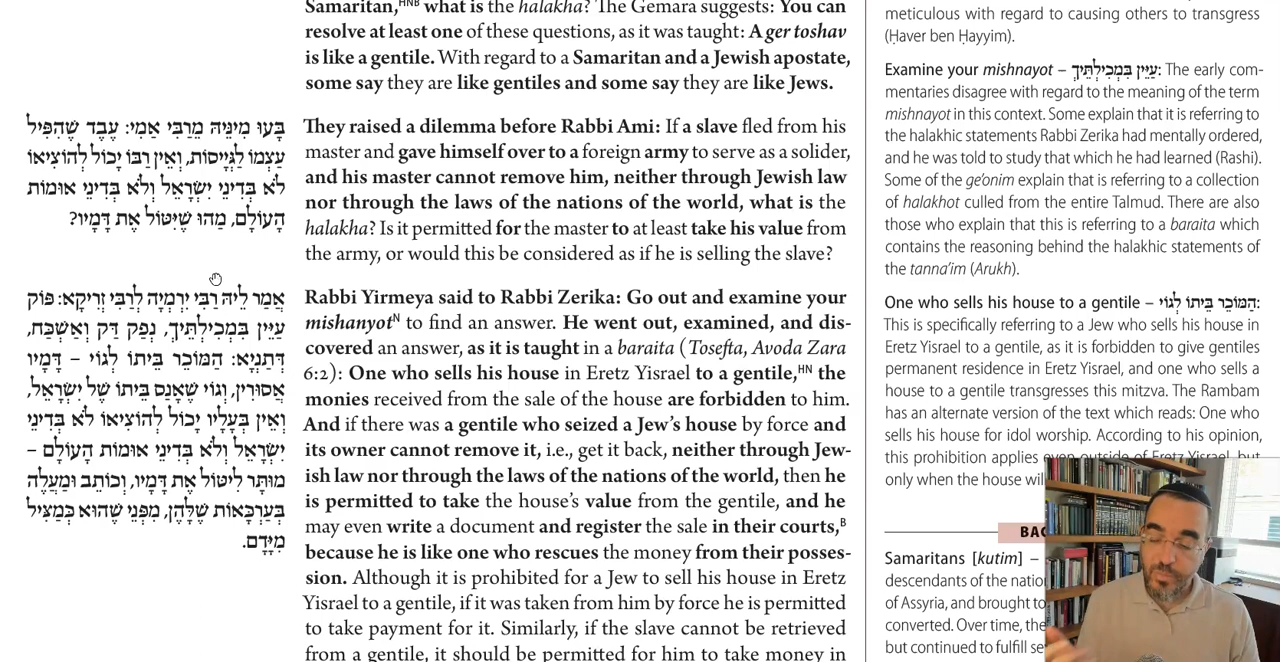 Samaritan,HNB what is the halakha? The Gemara suggests: You can
resolve at least one of these questions, as it was taught: A ger toshav
is like a gentile. With regard to a Samaritan and a Jewish apostate,
some say they are like gentiles and some say they are like Jews.
בָּעוּ מִינֵּיהּ מֵרַבִּי אַמִי: עֶבֶד שֶׁהִפִּיל
עַצְמוֹ לַגְּיָיסוֹת, וְאֵין רַבּוֹ יָכוֹל לְהוֹצִיאוֹ
לֹא בְּדִינֵי יִשְׂרָאֵל וְלֹא בְּדִינֵי אוּמּוֹת
הָעוֹלָם, מַהוּ שֶׁיִּטּוֹל אֶת דָּמָיו?
They raised a dilemma before Rabbi Ami: If a slave fled from his
master and gave himself over to a foreign army to serve as a solider,
and his master cannot remove him, neither through Jewish law
nor through the laws of the nations of the world, what is the
halakha? Is it permitted for the master to at least take his value from
the army, or would this be considered as if he is selling the slave?
אֲמַר לֵיהּ רַבִּי יִרְמְיָה לְרַבִּי זְרִיקָא: פּוֹק
עַיֵּין בִּמְכִילְתֵּיךְ, נְפַק דָּק וְאַשְׁכַּח,
דְּתַנְיָא: הַמּוֹכֵר בֵּיתוֹ לְגוֹי – דָּמָיו
אֲסוּרִין, וְגוֹי שֶׁאָנַס בֵּיתוֹ שֶׁל יִשְׂרָאֵל,
וְאֵין בְּעָלָיו יָכוֹל לְהוֹצִיאוֹ לֹא בְּדִינֵי
יִשְׂרָאֵל וְלֹא בְּדִינֵי אוּמּוֹת הָעוֹלָם –
מוּתָּר לִיטּוֹל אֶת דָּמָיו, וְכוֹתֵב וּמַעֲלֶה
בְּעַרְכָּאוֹת שֶׁלָּהֶן, מִפְּנֵי שֶׁהוּא כְּמַצִּיל
מִיָּדָם.
Rabbi Yirmeya said to Rabbi Zerika: Go out and examine your
mishanyotN to find an answer. He went out, examined, and dis-
covered an answer, as it is taught in a baraita (Tosefta, Avoda Zara
6:2): One who sells his house in Eretz Yisrael to a gentile,HN the
monies received from the sale of the house are forbidden to him.
And if there was a gentile who seized a Jew's house by force and
its owner cannot remove it, i.e., get it back, neither through Jew-
ish law nor through the laws of the nations of the world, then he
is permitted to take the house's value from the gentile, and he
may even write a document and register the sale in their courts,B
because he is like one who rescues the money from their posses-
sion. Although it is prohibited for a Jew to sell his house in Eretz
Yisrael to a gentile, if it was taken from him by force he is permitted
to take payment for it. Similarly, if the slave cannot be retrieved
from a gentile, it should be permitted for him to take money in
meticulous with regard to causing others to transgress
(Ḥaver ben Ḥayyim).
Examine your mishnayot – עַיֵּין בִּמְכִילְתֵּיךְ: The early com-
mentaries disagree with regard to the meaning of the term
mishnayot in this context. Some explain that it is referring to
the halakhic statements Rabbi Zerika had mentally ordered,
and he was told to study that which he had learned (Rashi).
Some of the ge'onim explain that is referring to a collection
of halakhot culled from the entire Talmud. There are also
those who explain that this is referring to a baraita which
contains the reasoning behind the halakhic statements of
the tanna'im (Arukh).
One who sells his house to a gentile – הַמּוֹכֵר בֵּיתוֹ לְגוֹי:
This is specifically referring to a Jew who sells his house in
Eretz Yisrael to a gentile, as it is forbidden to give gentiles
permanent residence in Eretz Yisrael, and one who sells a
house to a gentile transgresses this mitzva. The Rambam
has an alternate version of the text which reads: One who
sells his house for idol worship. According to his opinion,
this prohibition applies even outside of Eretz Yisrael, but
only when the house wil
BAC
Samaritans [kutim] –
descendants of the natio
of Assyria, and brought to
converted. Over time, the
but continued to fulfill se